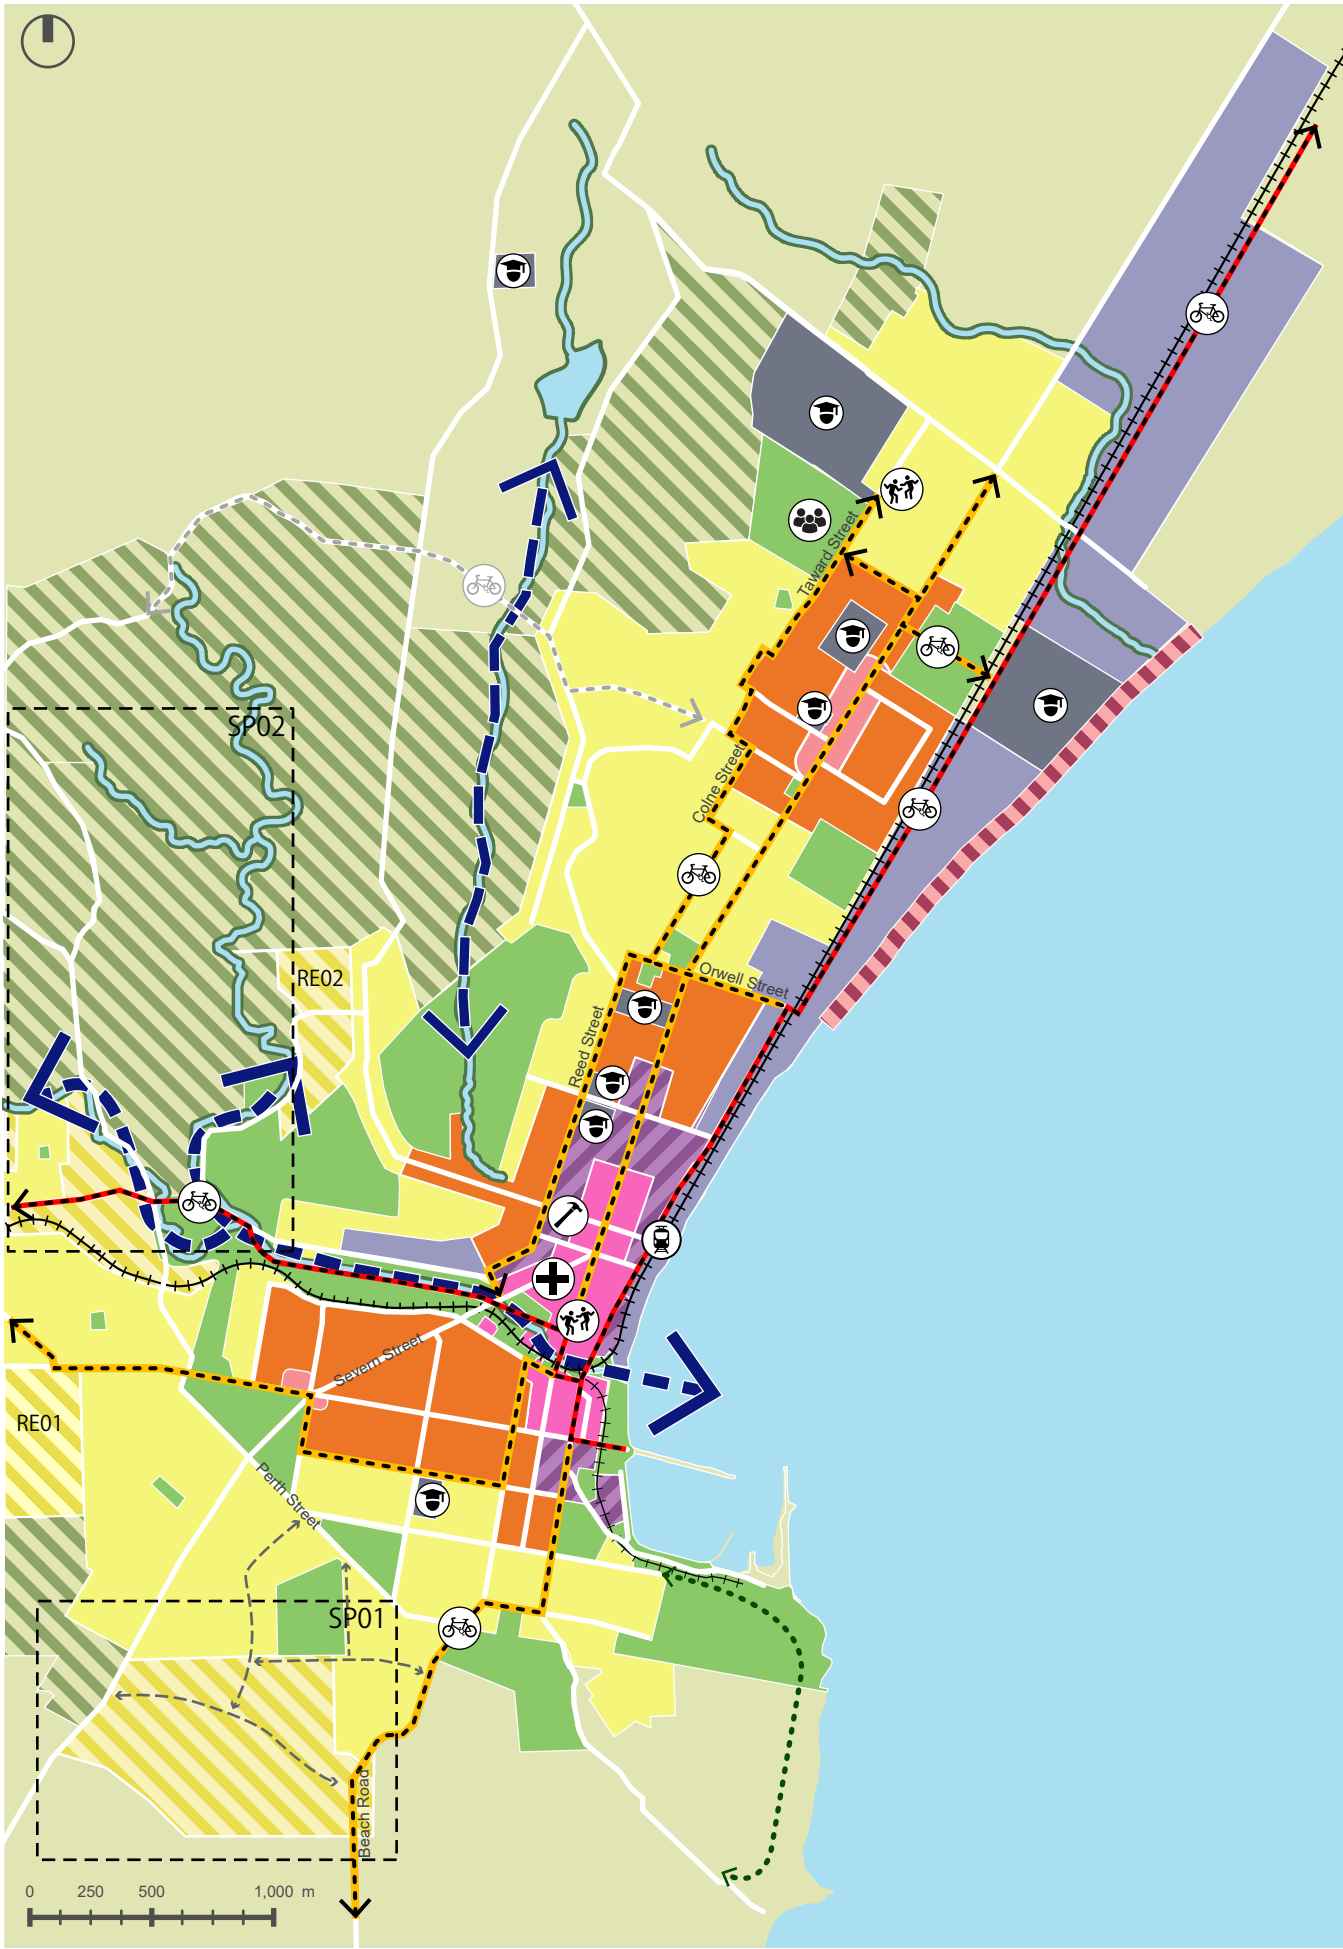 Taward Street
SP02
Colne Street
RE02
Orwell Street
Reed Street
Severn Street
RE01
Perth Street
SP01
Beach Road
0 250 500 1,000 m